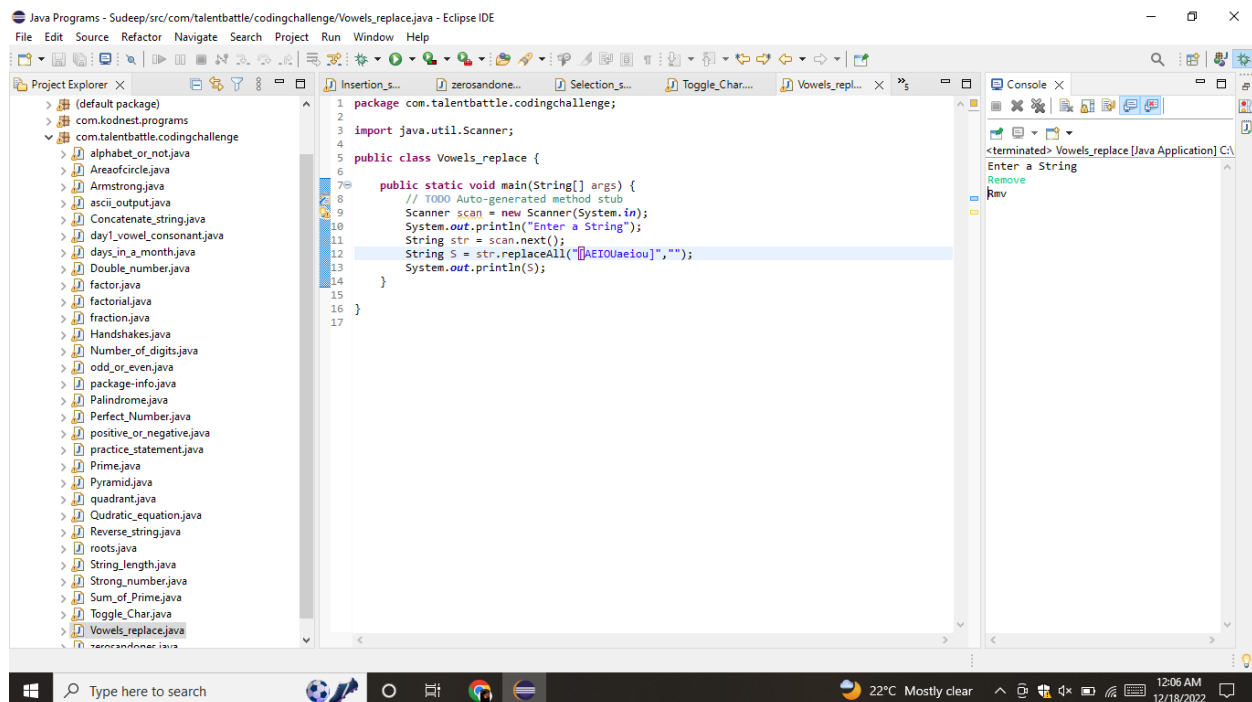 Java Programs - Sudeep/src/com/talentbattle/codingchallenge/Vowels_replace.java - Eclipse IDE
File Edit Source Refactor Navigate Search Project Run Window Help
Project Explorer
(default package)
com.kodnest.programs
com.talentbattle.codingchallenge
alphabet_or_not.java
Areaofcircle.java
Armstrong.java
ascii_output.java
Concatenate_string.java
day1_vowel_consonant.java
days_in_a_month.java
Double_number.java
factor.java
factorial.java
fraction.java
Handshakes.java
Number_of_digits.java
odd_or_even.java
package-info.java
Palindrome.java
Perfect_Number.java
positive_or_negative.java
practice_statement.java
Prime.java
Pyramid.java
quadrant.java
Qudratic_equation.java
Reverse_string.java
roots.java
String_length.java
Strong_number.java
Sum_of_Prime.java
Toggle_Char.java
Vowels_replace.java
zerosandones.java
Insertion_s... zerosandone... Selection_s... Toggle_Char.... Vowels_repl... »5
1 package com.talentbattle.codingchallenge;
2
3 import java.util.Scanner;
4
5 public class Vowels_replace {
6
7 public static void main(String[] args) {
8 // TODO Auto-generated method stub
9 Scanner scan = new Scanner(System.in);
10 System.out.println("Enter a String");
11 String str = scan.next();
12 String S = str.replaceAll("[AEIOUaeiou]","");
13 System.out.println(S);
14 }
15
16 }
17
Console
<terminated> Vowels_replace [Java Application] C:\
Enter a String
Remove
Rmv
Type here to search
22°C Mostly clear
12:06 AM
12/18/2022